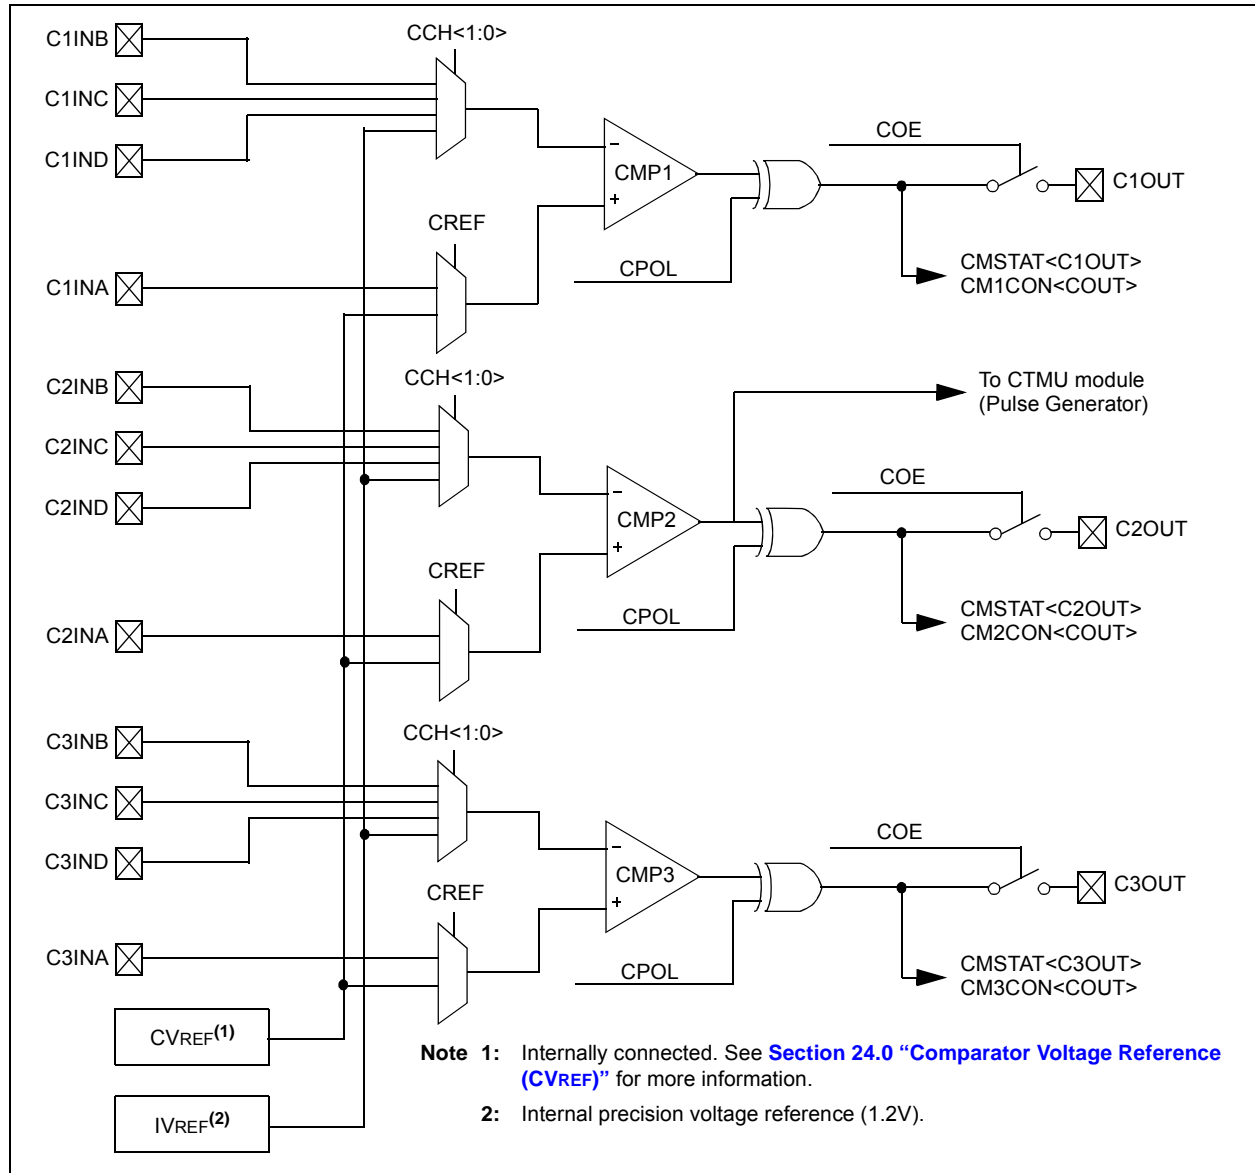 C1INB
CCH<1:0>
C1INC
COE
C1IND
CMP1
C1OUT
−
+
CREF
C1INA
CPOL
CMSTAT<C1OUT>
CM1CON<COUT>
C2INB
CCH<1:0>
To CTMU module
(Pulse Generator)
C2INC
COE
C2IND
−
CMP2
+
C2OUT
CREF
CPOL
C2INA
CMSTAT<C2OUT>
CM2CON<COUT>
C3INB
CCH<1:0>
C3INC
COE
C3IND
−
CMP3
+
C3OUT
CREF
C3INA
CPOL
CMSTAT<C3OUT>
CM3CON<COUT>
CVREF(1)
IVREF(2)
Note 1: Internally connected. See Section 24.0 “Comparator Voltage Reference
(CVREF)” for more information.
2: Internal precision voltage reference (1.2V).